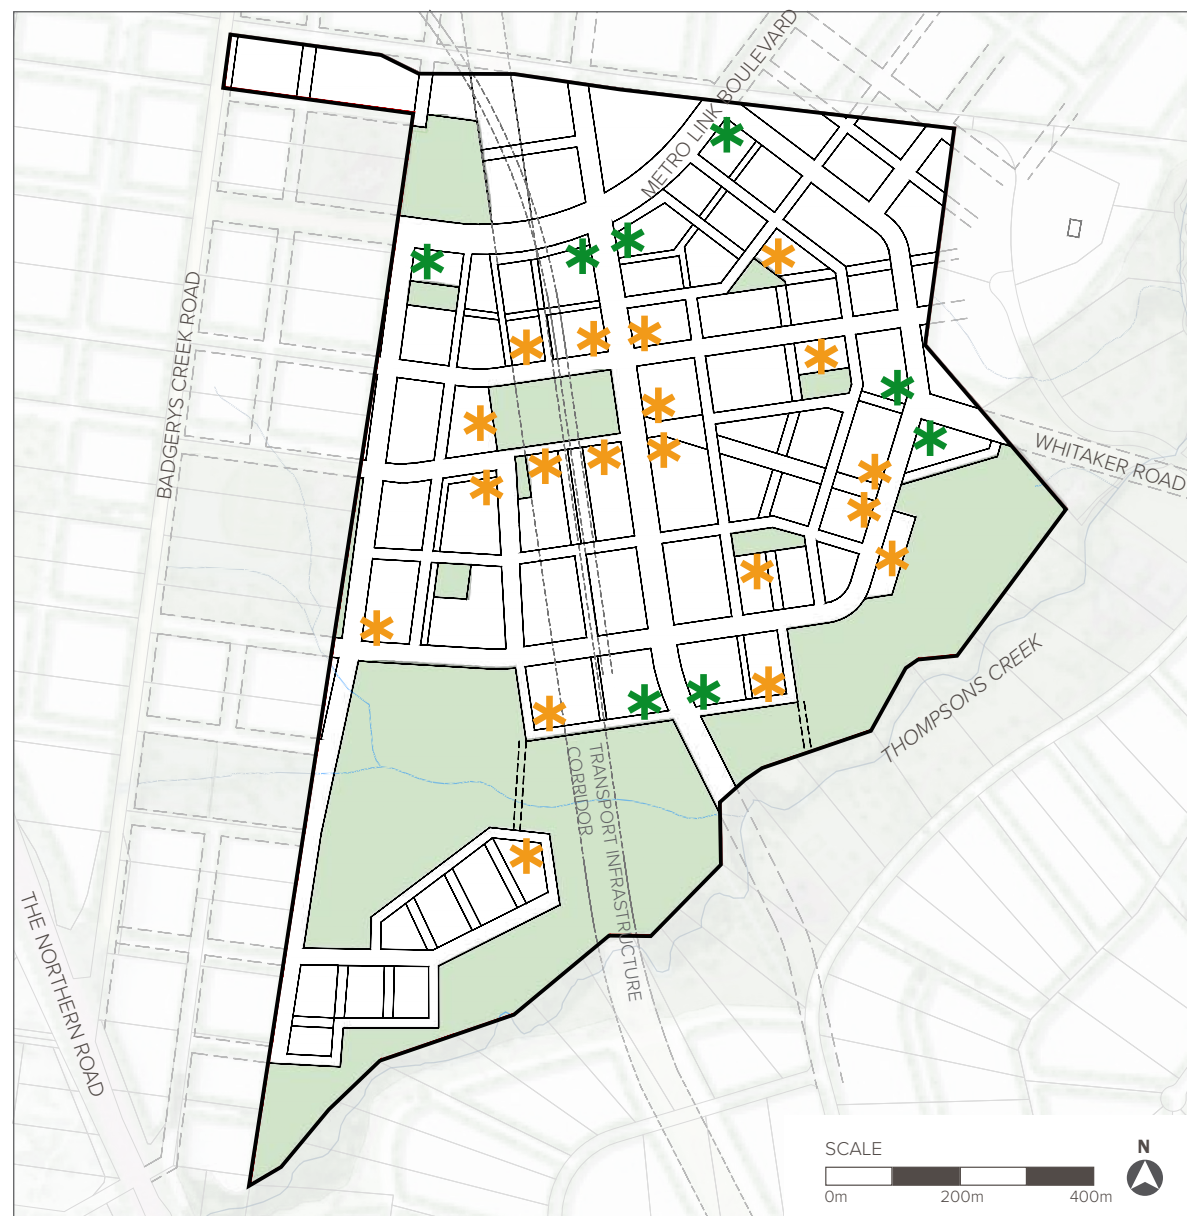 METRO LINK BOULEVARD
BADGERYS CREEK ROAD
WHITAKER ROAD
THOMPSONS CREEK
TRANSPORT INFRASTRUCTURE
CORRIDOR
THE NORTHERN ROAD
SCALE
N
0m 200m 400m